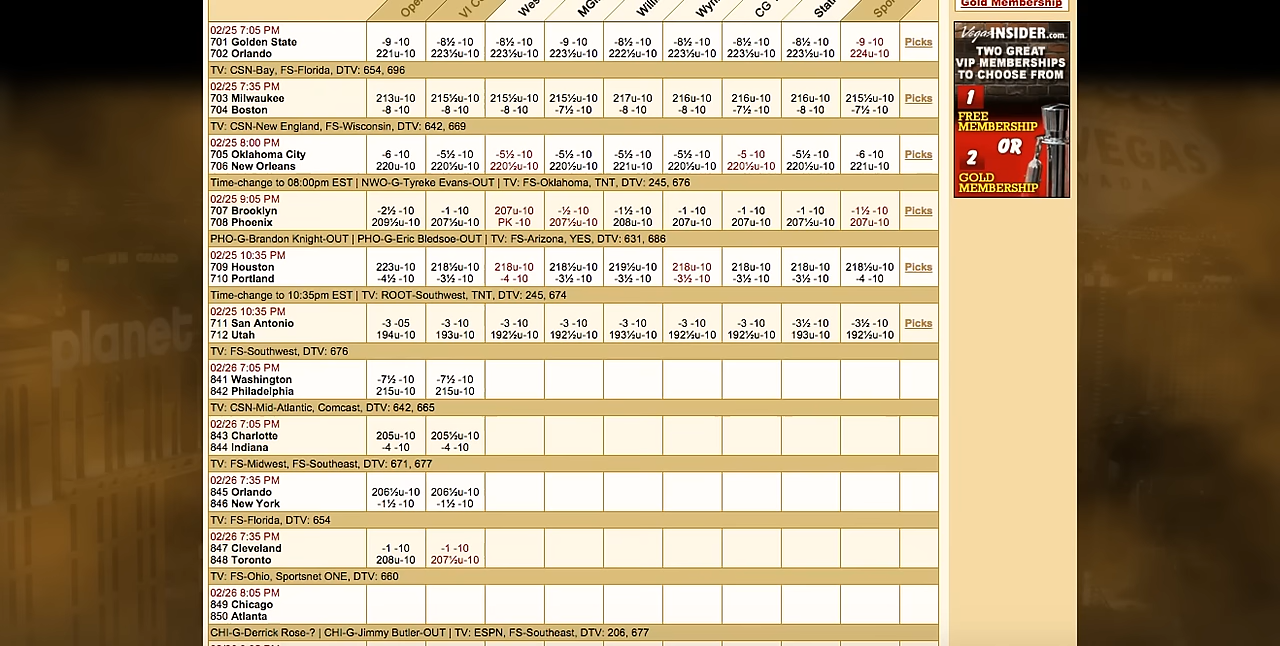 Gold Membership
Open VI Co Wes MGM Willi Wyn CG Stat Spor
02/25 7:05 PM
701 Golden State -9 -10 -8½ -10 -8½ -10 -9 -10 -8½ -10 -8½ -10 -8½ -10 -8½ -10 -9 -10 Picks
702 Orlando 221u-10 223½u-10 223½u-10 223½u-10 222½u-10 223½u-10 223½u-10 223½u-10 224u-10
TV: CSN-Bay, FS-Florida, DTV: 654, 696
02/25 7:35 PM
703 Milwaukee 213u-10 215½u-10 215½u-10 215½u-10 217u-10 216u-10 216u-10 216u-10 215½u-10 Picks
704 Boston -8 -10 -8 -10 -8 -10 -7½ -10 -8 -10 -8 -10 -7½ -10 -8 -10 -7½ -10
TV: CSN-New England, FS-Wisconsin, DTV: 642, 669
02/25 8:00 PM
705 Oklahoma City -6 -10 -5½ -10 -5½ -10 -5½ -10 -5½ -10 -5½ -10 -5 -10 -5½ -10 -6 -10 Picks
706 New Orleans 220u-10 220½u-10 220½u-10 220½u-10 221u-10 220½u-10 220½u-10 220½u-10 221u-10
Time-change to 08:00pm EST | NWO-G-Tyreke Evans-OUT | TV: FS-Oklahoma, TNT, DTV: 245, 676
02/25 9:05 PM
707 Brooklyn -2½ -10 -1 -10 207u-10 -½ -10 -1½ -10 -1 -10 -1 -10 -1 -10 -1½ -10 Picks
708 Phoenix 209½u-10 207½u-10 PK -10 207½u-10 208u-10 207u-10 207u-10 207½u-10 207u-10
PHO-G-Brandon Knight-OUT | PHO-G-Eric Bledsoe-OUT | TV: FS-Arizona, YES, DTV: 631, 686
02/25 10:35 PM
709 Houston 223u-10 218½u-10 218u-10 218½u-10 219½u-10 218u-10 218u-10 218u-10 218½u-10 Picks
710 Portland -4½ -10 -3½ -10 -4 -10 -3½ -10 -3½ -10 -3½ -10 -3½ -10 -3½ -10 -4 -10
Time-change to 10:35pm EST | TV: ROOT-Southwest, TNT, DTV: 245, 674
02/25 10:35 PM
711 San Antonio -3 -05 -3 -10 -3 -10 -3 -10 -3 -10 -3 -10 -3 -10 -3½ -10 -3½ -10 Picks
712 Utah 194u-10 193u-10 192½u-10 192½u-10 193½u-10 192½u-10 192½u-10 193u-10 192½u-10
TV: FS-Southwest, DTV: 676
02/26 7:05 PM
841 Washington -7½ -10 -7½ -10
842 Philadelphia 215u-10 215u-10
TV: CSN-Mid-Atlantic, Comcast, DTV: 642, 665
02/26 7:05 PM
843 Charlotte 205u-10 205½u-10
844 Indiana -4 -10 -4 -10
TV: FS-Midwest, FS-Southeast, DTV: 671, 677
02/26 7:35 PM
845 Orlando 206½u-10 206½u-10
846 New York -1½ -10 -1½ -10
TV: FS-Florida, DTV: 654
02/26 7:35 PM
847 Cleveland -1 -10 -1 -10
848 Toronto 208u-10 207½u-10
TV: FS-Ohio, Sportsnet ONE, DTV: 660
02/26 8:05 PM
849 Chicago
850 Atlanta
CHI-G-Derrick Rose-? | CHI-G-Jimmy Butler-OUT | TV: ESPN, FS-Southeast, DTV: 206, 677
VegasINSIDER.com
TWO GREAT
VIP MEMBERSHIPS
TO CHOOSE FROM
1
FREE
MEMBERSHIP
OR
2
GOLD
MEMBERSHIP
planet
VEGAS
NEVADA